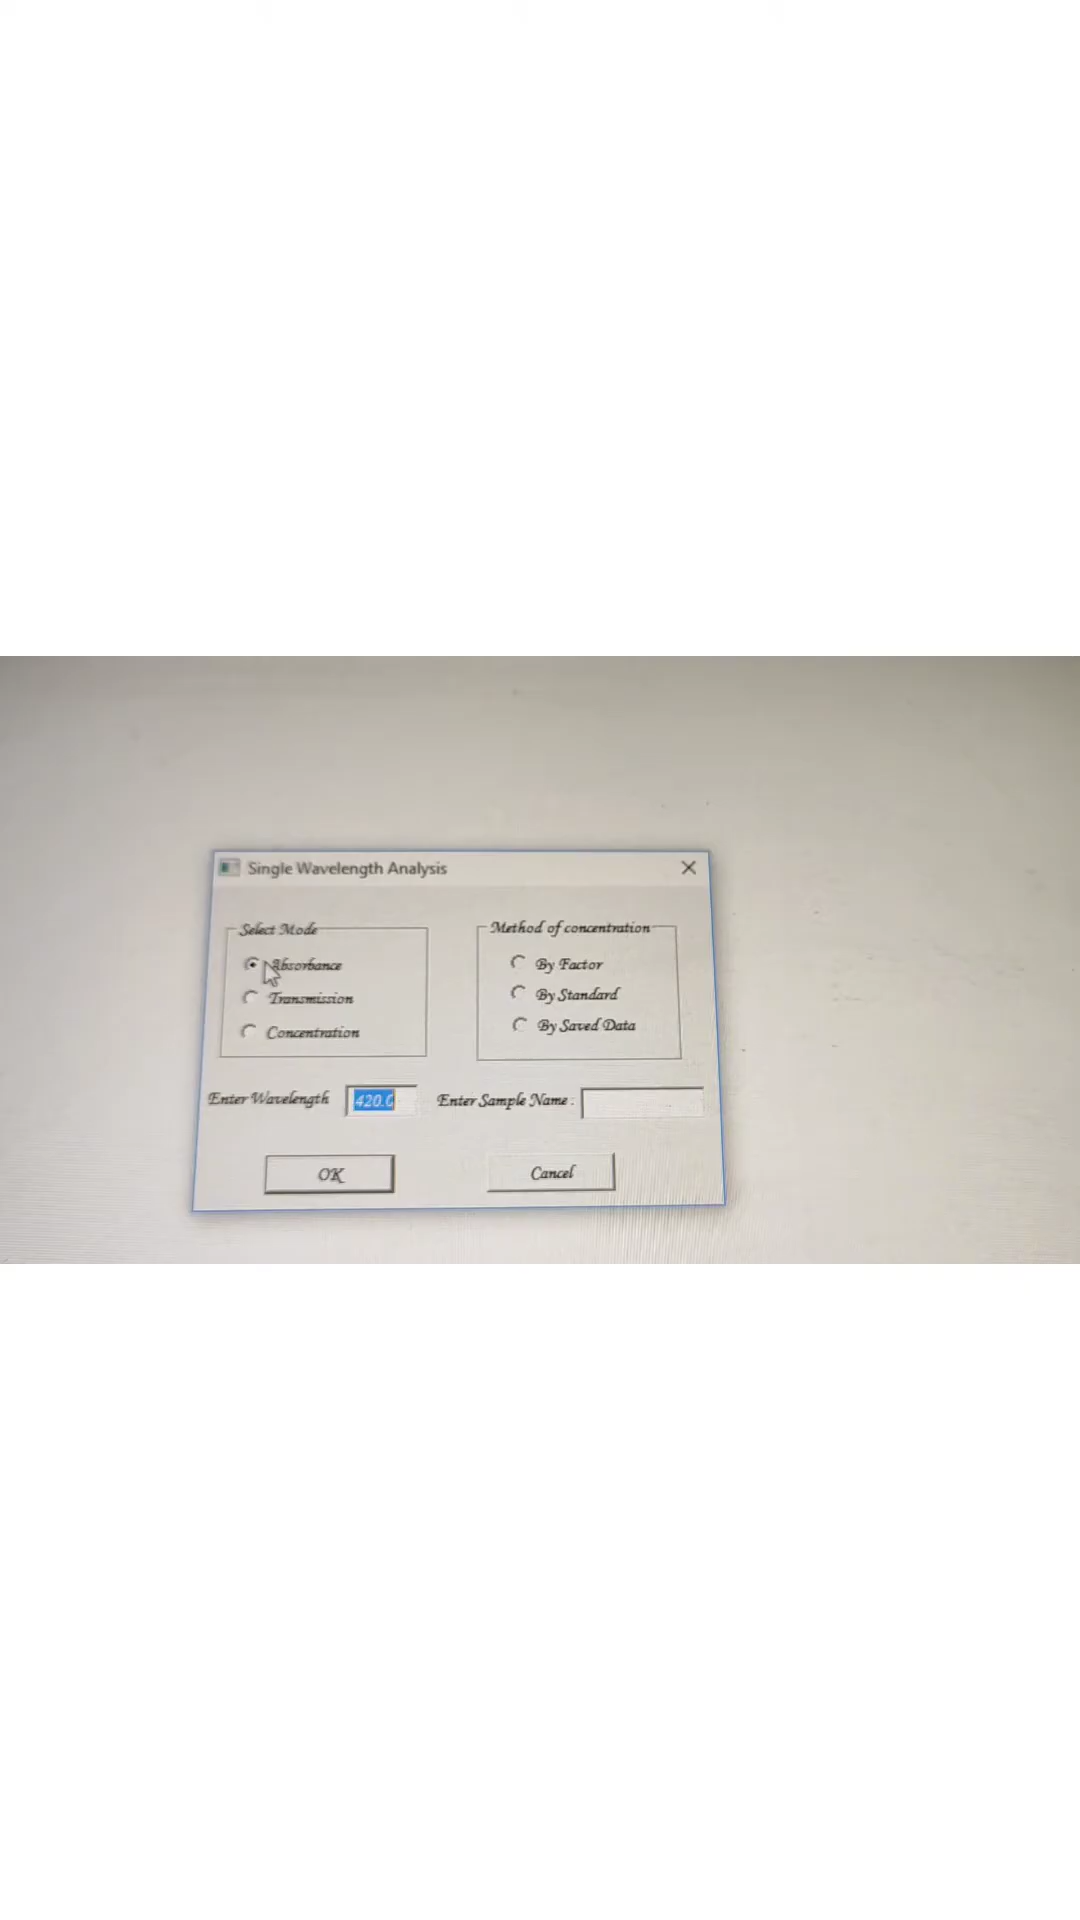 Single Wavelength Analysis
Select Mode
Absorbance
Transmission
Concentration
Method of concentration
By Factor
By Standard
By Saved Data
Enter Wavelength 420.0
Enter Sample Name :
OK
Cancel